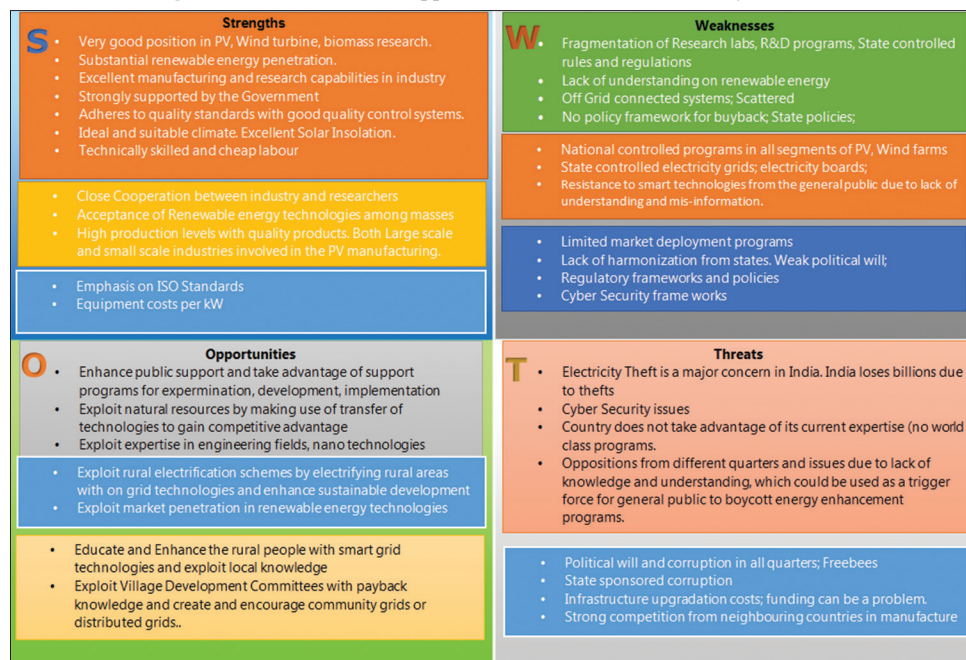 Strengths
S
• Very good position in PV, Wind turbine, biomass research.
• Substantial renewable energy penetration.
• Excellent manufacturing and research capabilities in industry
• Strongly supported by the Government
• Adheres to quality standards with good quality control systems.
• Ideal and suitable climate. Excellent Solar Insolation.
• Technically skilled and cheap labour
• Close Cooperation between industry and researchers
• Acceptance of Renewable energy technologies among masses
• High production levels with quality products. Both Large scale
and small scale industries involved in the PV manufacturing.
• Emphasis on ISO Standards
• Equipment costs per kW
Weaknesses
W
• Fragmentation of Research labs, R&D programs, State controlled
rules and regulations
• Lack of understanding on renewable energy
• Off Grid connected systems; Scattered
• No policy framework for buyback; State policies;
• National controlled programs in all segments of PV, Wind farms
• State controlled electricity grids; electricity boards;
• Resistance to smart technologies from the general public due to lack of
understanding and mis-information.
• Limited market deployment programs
• Lack of harmonization from states. Weak political will;
• Regulatory frameworks and policies
• Cyber Security frame works
Opportunities
O
• Enhance public support and take advantage of support
programs for expermination, development, implementation
• Exploit natural resources by making use of transfer of
technologies to gain competitive advantage
• Exploit expertise in engineering fields, nano technologies
• Exploit rural electrification schemes by electrifying rural areas
with on grid technologies and enhance sustainable development
• Exploit market penetration in renewable energy technologies
• Educate and Enhance the rural people with smart grid
technologies and exploit local knowledge
• Exploit Village Development Committees with payback
knowledge and create and encourage community grids or
distributed grids..
Threats
T
• Electricity Theft is a major concern in India. India loses billions due
to thefts
• Cyber Security issues
• Country does not take advantage of its current expertise (no world
class programs.
• Oppositions from different quarters and issues due to lack of
knowledge and understanding, which could be used as a trigger
force for general public to boycott energy enhancement
programs.
• Political will and corruption in all quarters; Freebees
• State sponsored corruption
• Infrastructure upgradation costs; funding can be a problem.
• Strong competition from neighbouring countries in manufacture